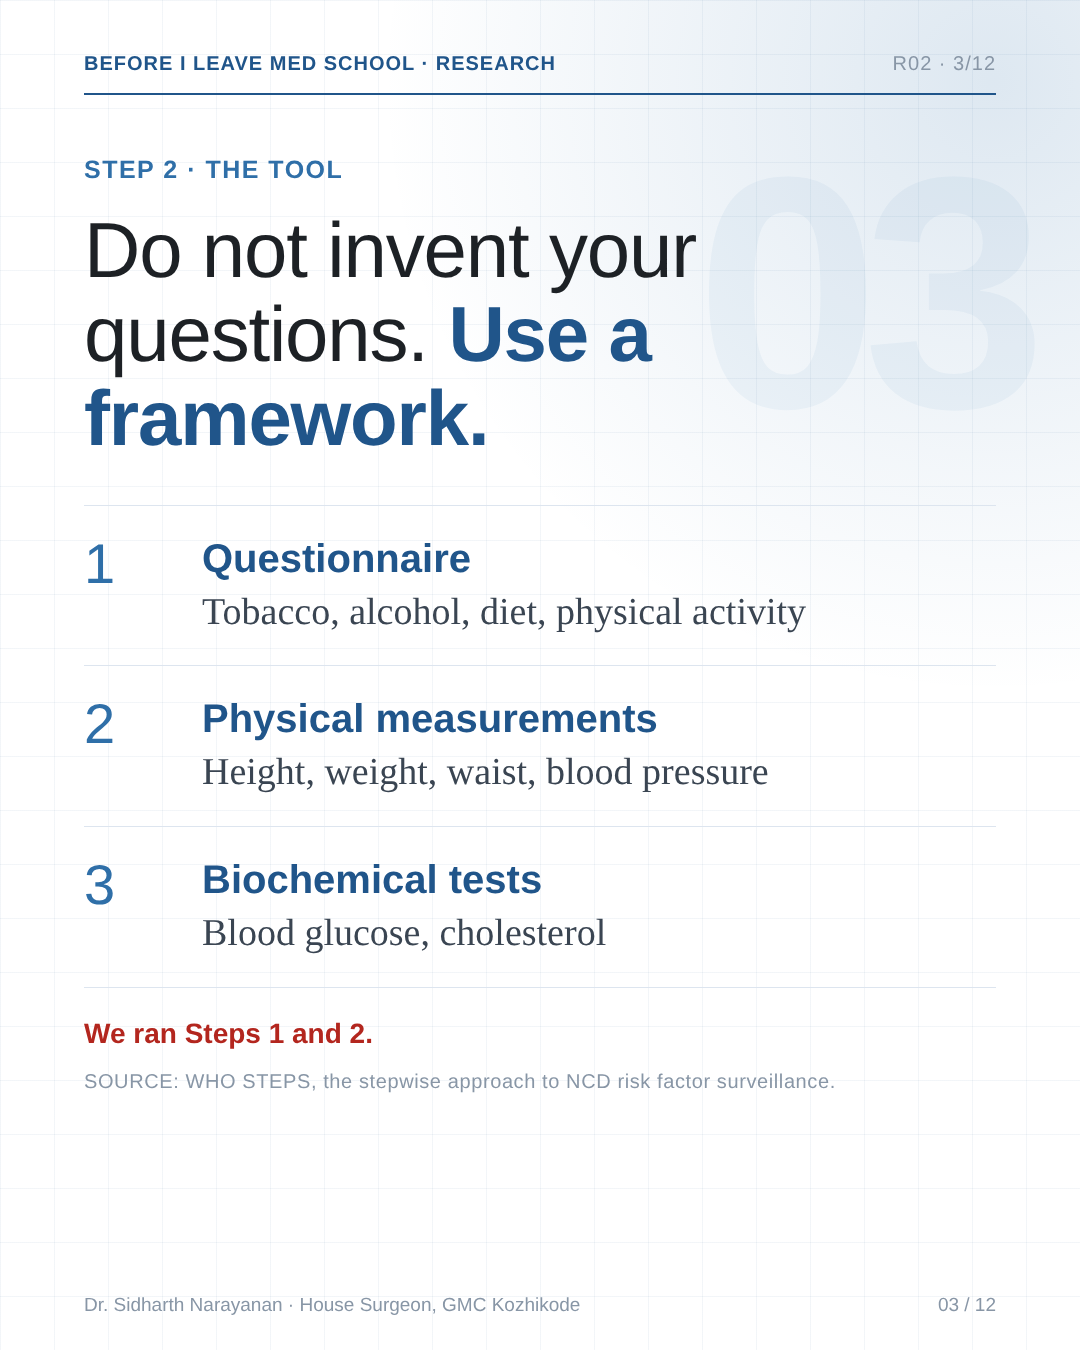 BEFORE I LEAVE MED SCHOOL · RESEARCH
R02 · 3/12
STEP 2 · THE TOOL
03
Do not invent your
questions. Use a
framework.
1
Questionnaire
Tobacco, alcohol, diet, physical activity
2
Physical measurements
Height, weight, waist, blood pressure
3
Biochemical tests
Blood glucose, cholesterol
We ran Steps 1 and 2.
SOURCE: WHO STEPS, the stepwise approach to NCD risk factor surveillance.
Dr. Sidharth Narayanan · House Surgeon, GMC Kozhikode
03 / 12